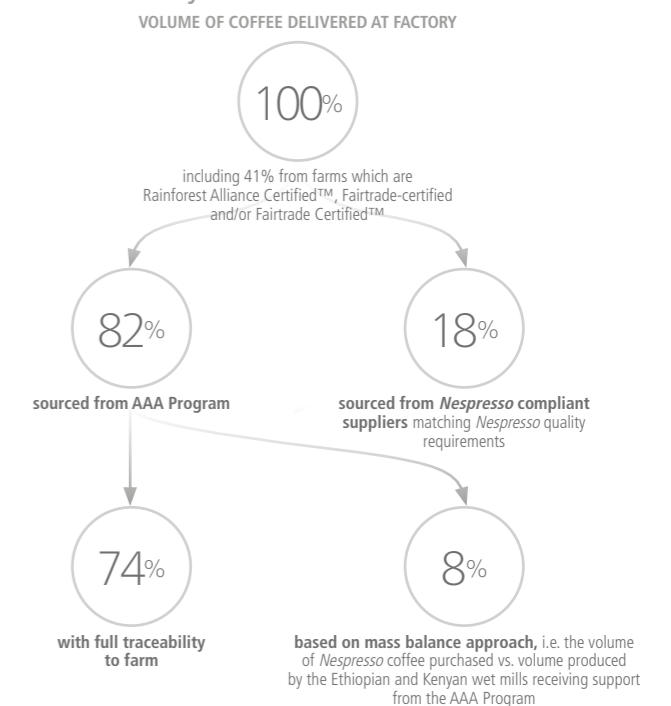 VOLUME OF COFFEE DELIVERED AT FACTORY
100%
including 41% from farms which are
Rainforest Alliance Certified™, Fairtrade-certified
and/or Fairtrade Certified™
82%
18%
sourced from AAA Program
sourced from Nespresso compliant
suppliers matching Nespresso quality
requirements
74%
8%
with full traceability
to farm
based on mass balance approach, i.e. the volume
of Nespresso coffee purchased vs. volume produced
by the Ethiopian and Kenyan wet mills receiving support
from the AAA Program